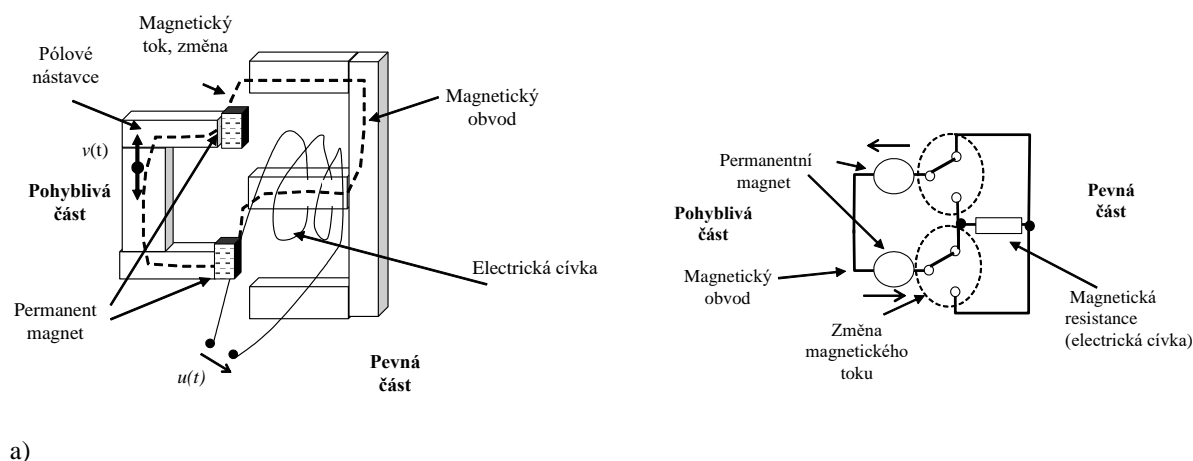 Magnetický
tok, změna
Pólové
nástavce
Magnetický
obvod
v(t)
Pohyblivá
část
Electrická cívka
Permanent
magnet
u(t)
Pevná
část
Permanentní
magnet
Pevná
část
Pohyblivá
část
Magnetický
obvod
Změna
magnetického
toku
Magnetická
resistance
(electrická cívka)
a)